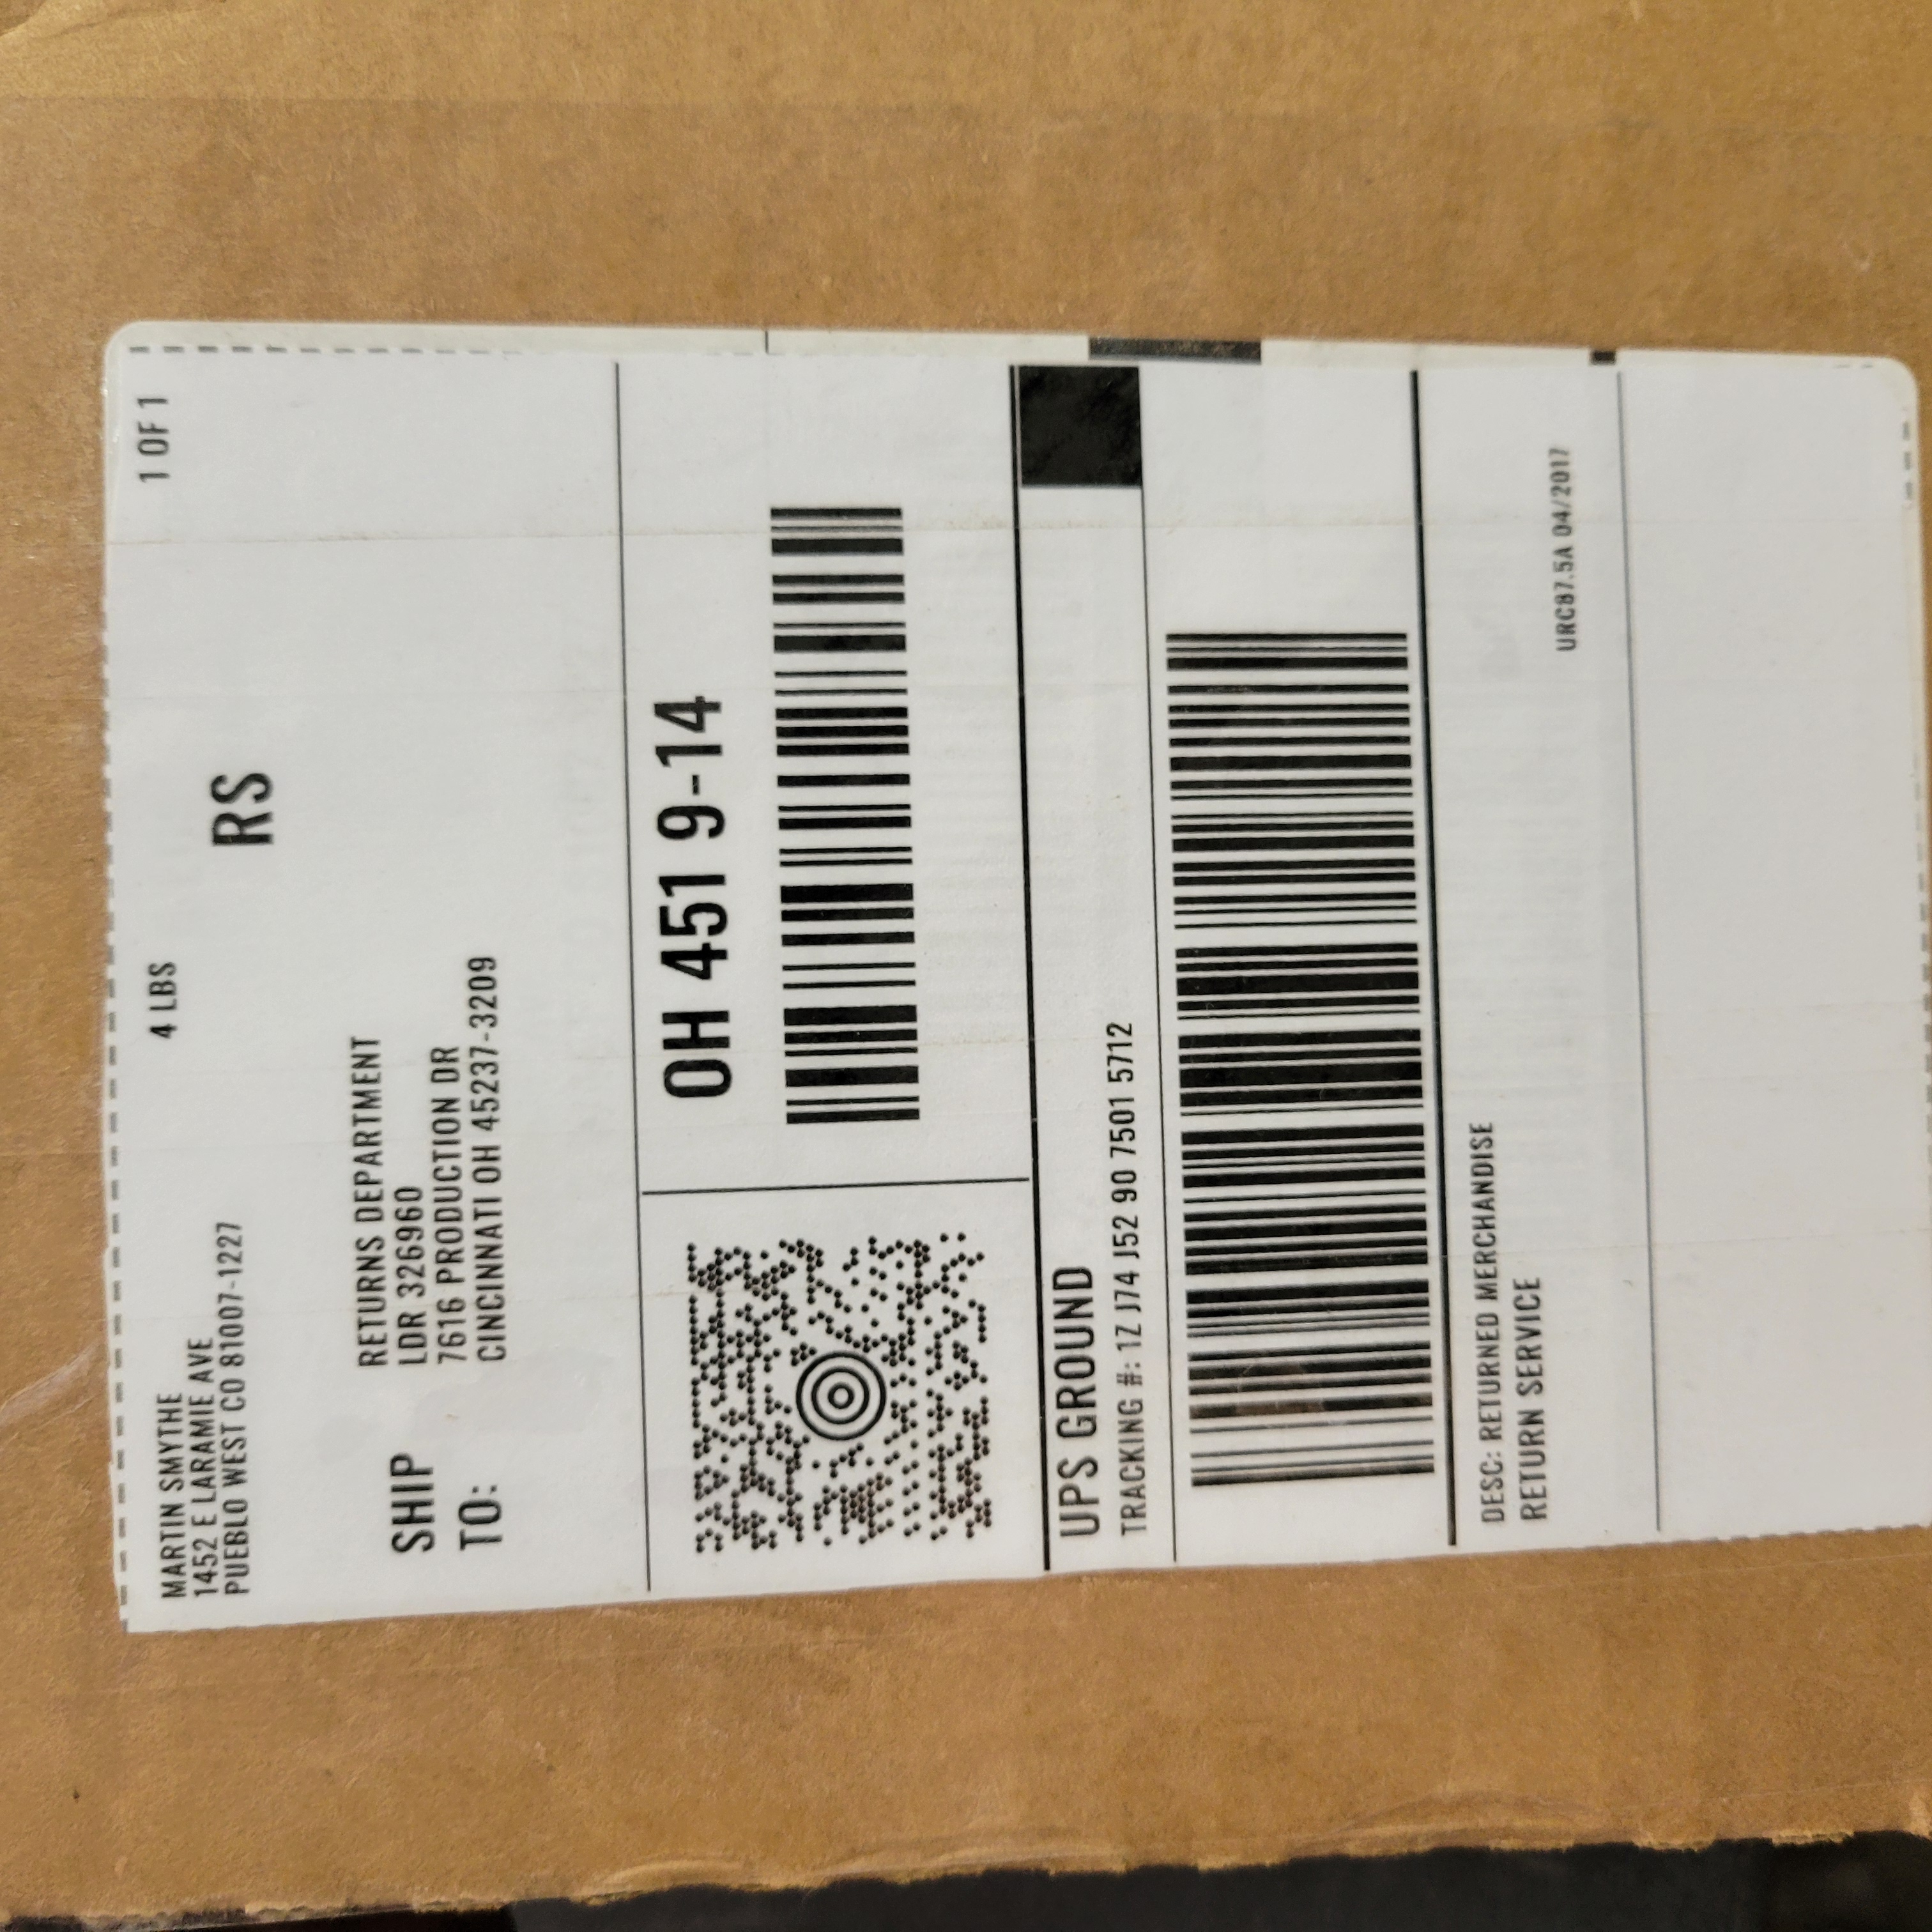 MARTIN SMYTHE
1452 E LARAMIE AVE
PUEBLO WEST CO 81007-1227
4 LBS
1 OF 1
RS
SHIP
TO:
RETURNS DEPARTMENT
LDR 326960
7616 PRODUCTION DR
CINCINNATI OH 45237-3209
OH 451 9-14
UPS GROUND
TRACKING #: 1Z J74 J52 90 7501 5712
DESC: RETURNED MERCHANDISE
RETURN SERVICE
URC87.5A 04/2017